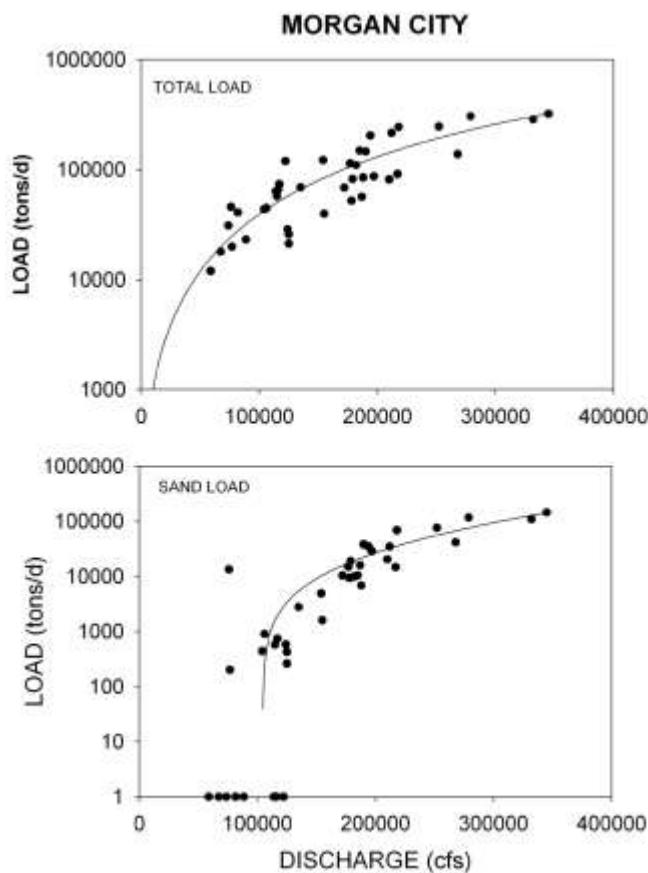 MORGAN CITY
TOTAL LOAD
LOAD (tons/d)
1000000
100000
10000
1000
0 100000 200000 300000 400000
SAND LOAD
LOAD (tons/d)
1000000
100000
10000
1000
100
10
1
0 100000 200000 300000 400000
DISCHARGE (cfs)